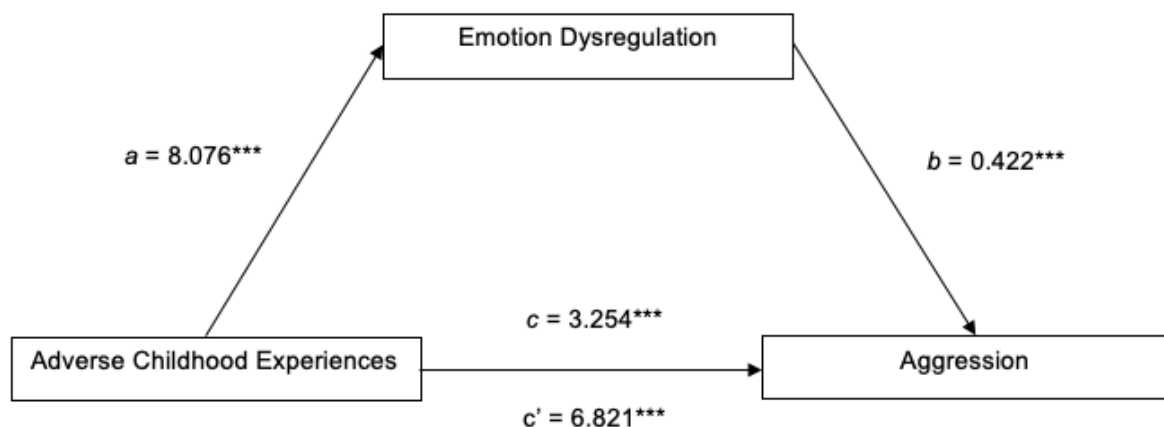 Emotion Dysregulation
a = 8.076***
b = 0.422***
c = 3.254***
Adverse Childhood Experiences
Aggression
c’ = 6.821***